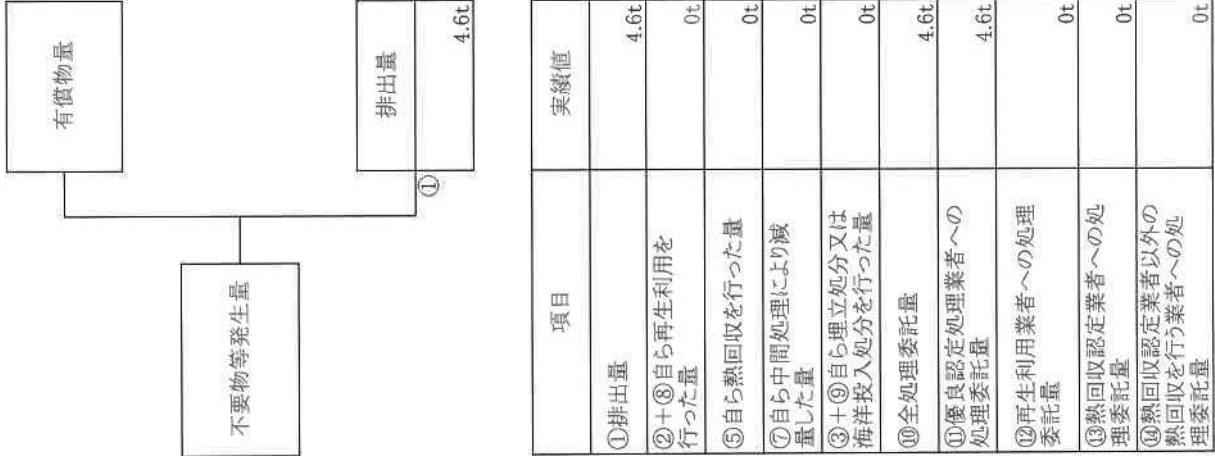 有償物量
不要物等発生量
排出量
①
4.6t
項目
実績値
①排出量
4.6t
②+⑧自ら再生利用を
行った量
0t
⑤自ら熱回収を行った量
0t
⑦自ら中間処理により減
量した量
0t
③+⑨自ら埋立処分又は
海洋投入処分を行った量
0t
⑩全処理委託量
4.6t
⑪優良認定処理業者への
処理委託量
4.6t
⑫再生利用業者への処理
委託量
0t
⑬熱回収認定業者への処
理委託量
0t
⑭熱回収認定業者以外の
熱回収を行う業者への処
理委託量
0t